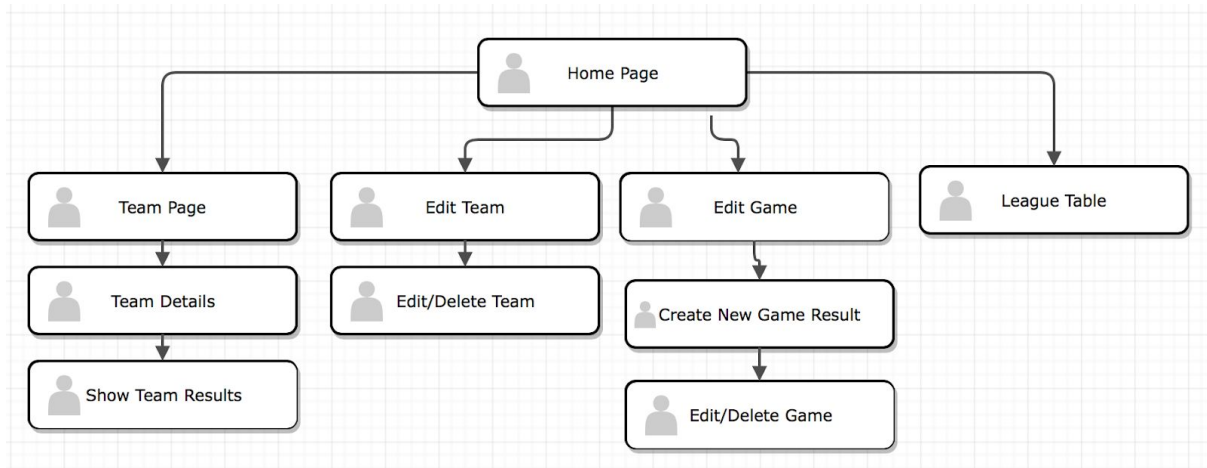 Home Page
Team Page
Edit Team
Edit Game
League Table
Team Details
Edit/Delete Team
Create New Game Result
Show Team Results
Edit/Delete Game